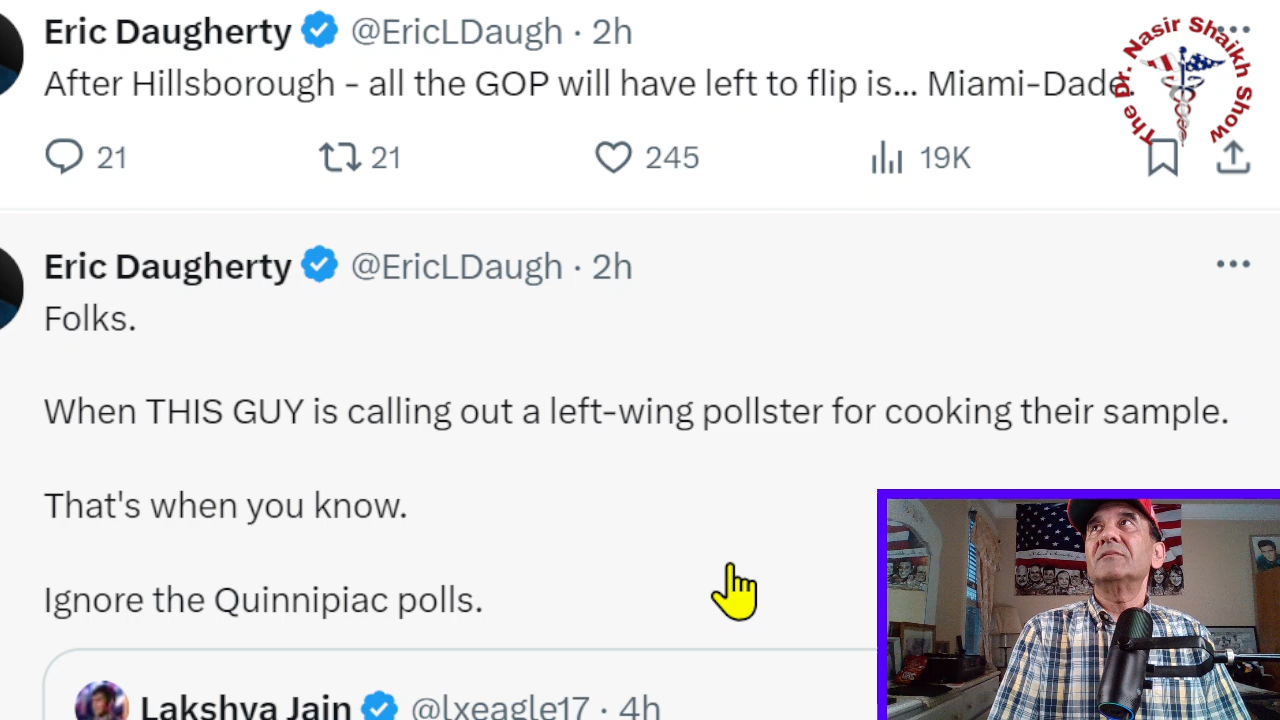 Eric Daugherty @EricLDaugh · 2h
The Dr. Nasir Shaikh Show
After Hillsborough - all the GOP will have left to flip is... Miami-Dade.
21 21 245 19K
Eric Daugherty @EricLDaugh · 2h
Folks.
When THIS GUY is calling out a left-wing pollster for cooking their sample.
That's when you know.
Ignore the Quinnipiac polls.
Lakshya Jain @lxeagle17 · 4h